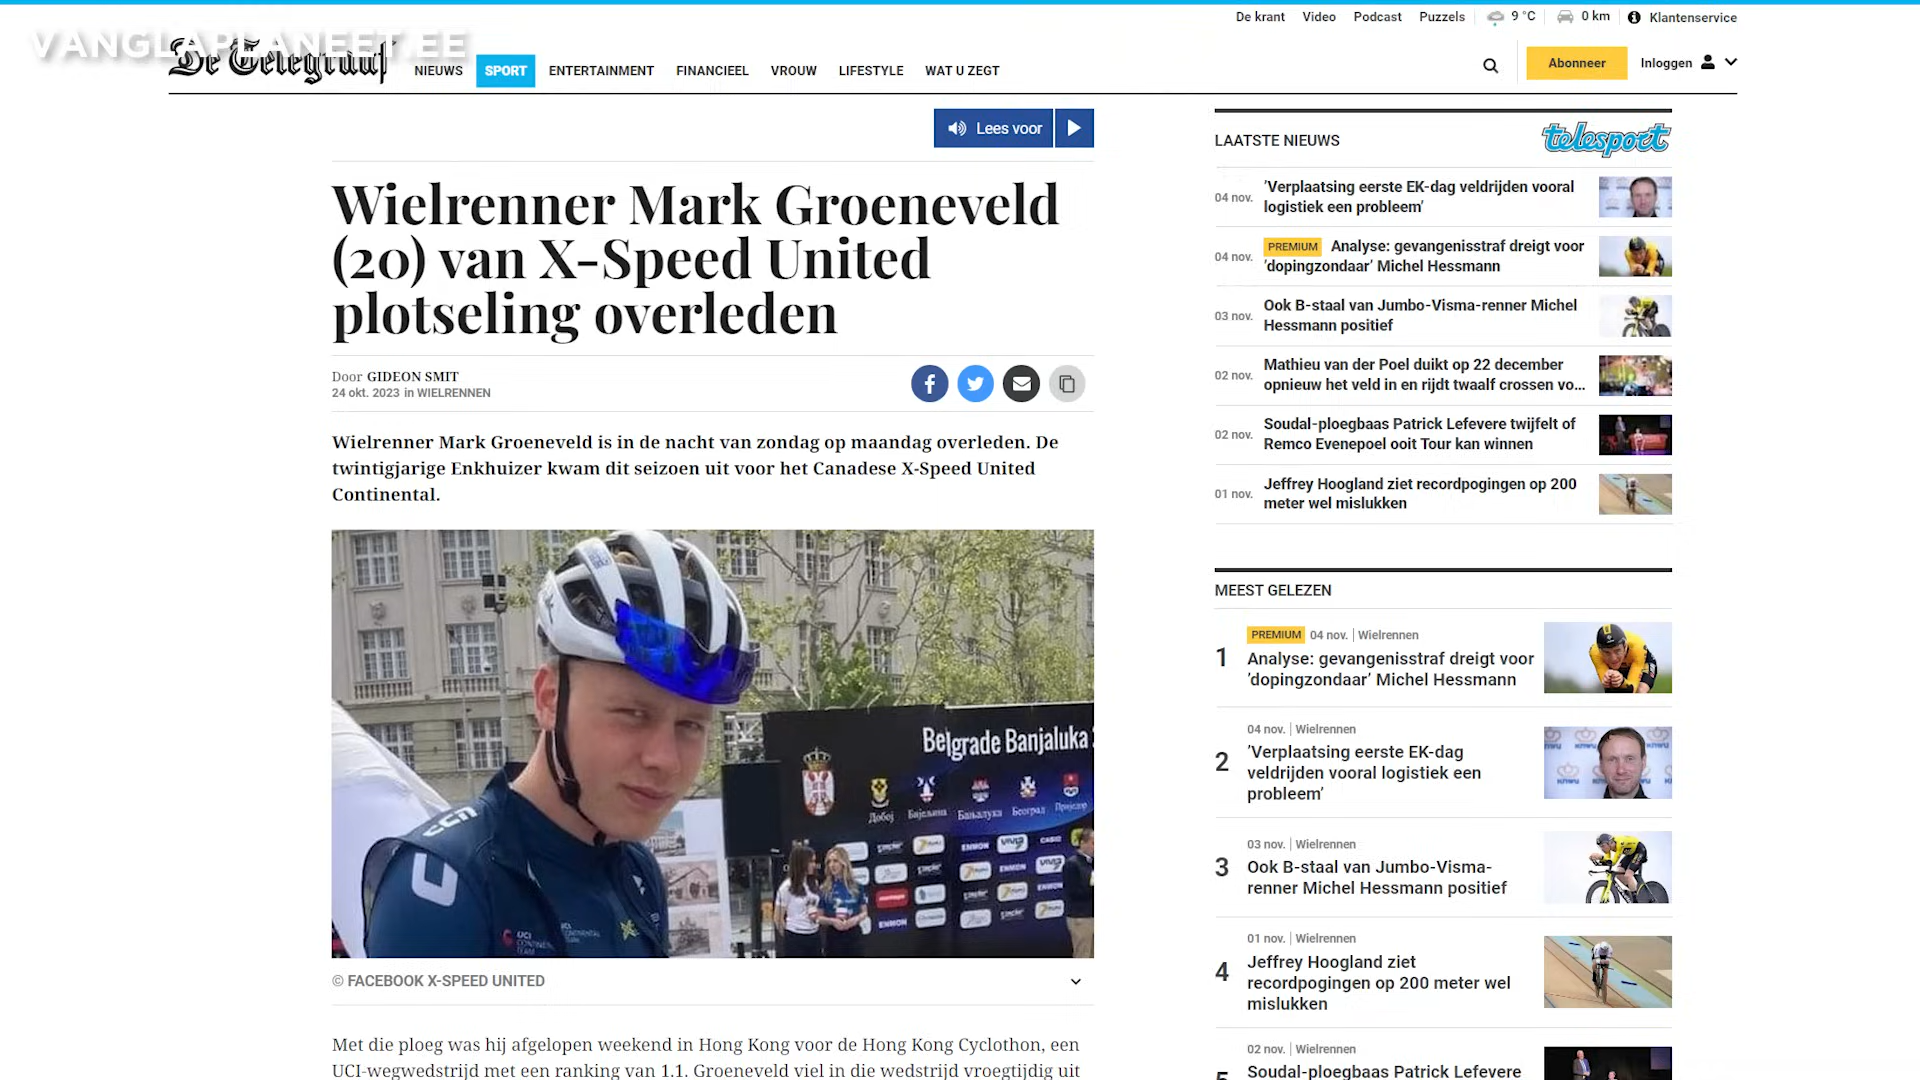 VANGLAPLANEET.EE
De krant Video Podcast Puzzels 9 °C 0 km Klantenservice
De Telegraaf
NIEUWS SPORT ENTERTAINMENT FINANCIEEL VROUW LIFESTYLE WAT U ZEGT
Abonneer Inloggen
Lees voor
Wielrenner Mark Groeneveld
(20) van X-Speed United
plotseling overleden
Door GIDEON SMIT
24 okt. 2023 in WIELRENNEN
Wielrenner Mark Groeneveld is in de nacht van zondag op maandag overleden. De
twintigjarige Enkhuizer kwam dit seizoen uit voor het Canadese X-Speed United
Continental.
Belgrade Banjaluka
Добој Бијељина Бањалука Београд Приједор
UCI
CONTINENTAL
TEAM
© FACEBOOK X-SPEED UNITED
Met die ploeg was hij afgelopen weekend in Hong Kong voor de Hong Kong Cyclothon, een
UCI-wegwedstrijd met een ranking van 1.1. Groeneveld viel in die wedstrijd vroegtijdig uit
LAATSTE NIEUWS
telesport
04 nov.
’Verplaatsing eerste EK-dag veldrijden vooral
logistiek een probleem’
04 nov.
PREMIUM Analyse: gevangenisstraf dreigt voor
’dopingzondaar’ Michel Hessmann
03 nov.
Ook B-staal van Jumbo-Visma-renner Michel
Hessmann positief
02 nov.
Mathieu van der Poel duikt op 22 december
opnieuw het veld in en rijdt twaalf crossen vo...
02 nov.
Soudal-ploegbaas Patrick Lefevere twijfelt of
Remco Evenepoel ooit Tour kan winnen
01 nov.
Jeffrey Hoogland ziet recordpogingen op 200
meter wel mislukken
MEEST GELEZEN
1
PREMIUM 04 nov. | Wielrennen
Analyse: gevangenisstraf dreigt voor
’dopingzondaar’ Michel Hessmann
2
04 nov. | Wielrennen
’Verplaatsing eerste EK-dag
veldrijden vooral logistiek een
probleem’
3
03 nov. | Wielrennen
Ook B-staal van Jumbo-Visma-
renner Michel Hessmann positief
4
01 nov. | Wielrennen
Jeffrey Hoogland ziet
recordpogingen op 200 meter wel
mislukken
5
02 nov. | Wielrennen
Soudal-ploegbaas Patrick Lefevere